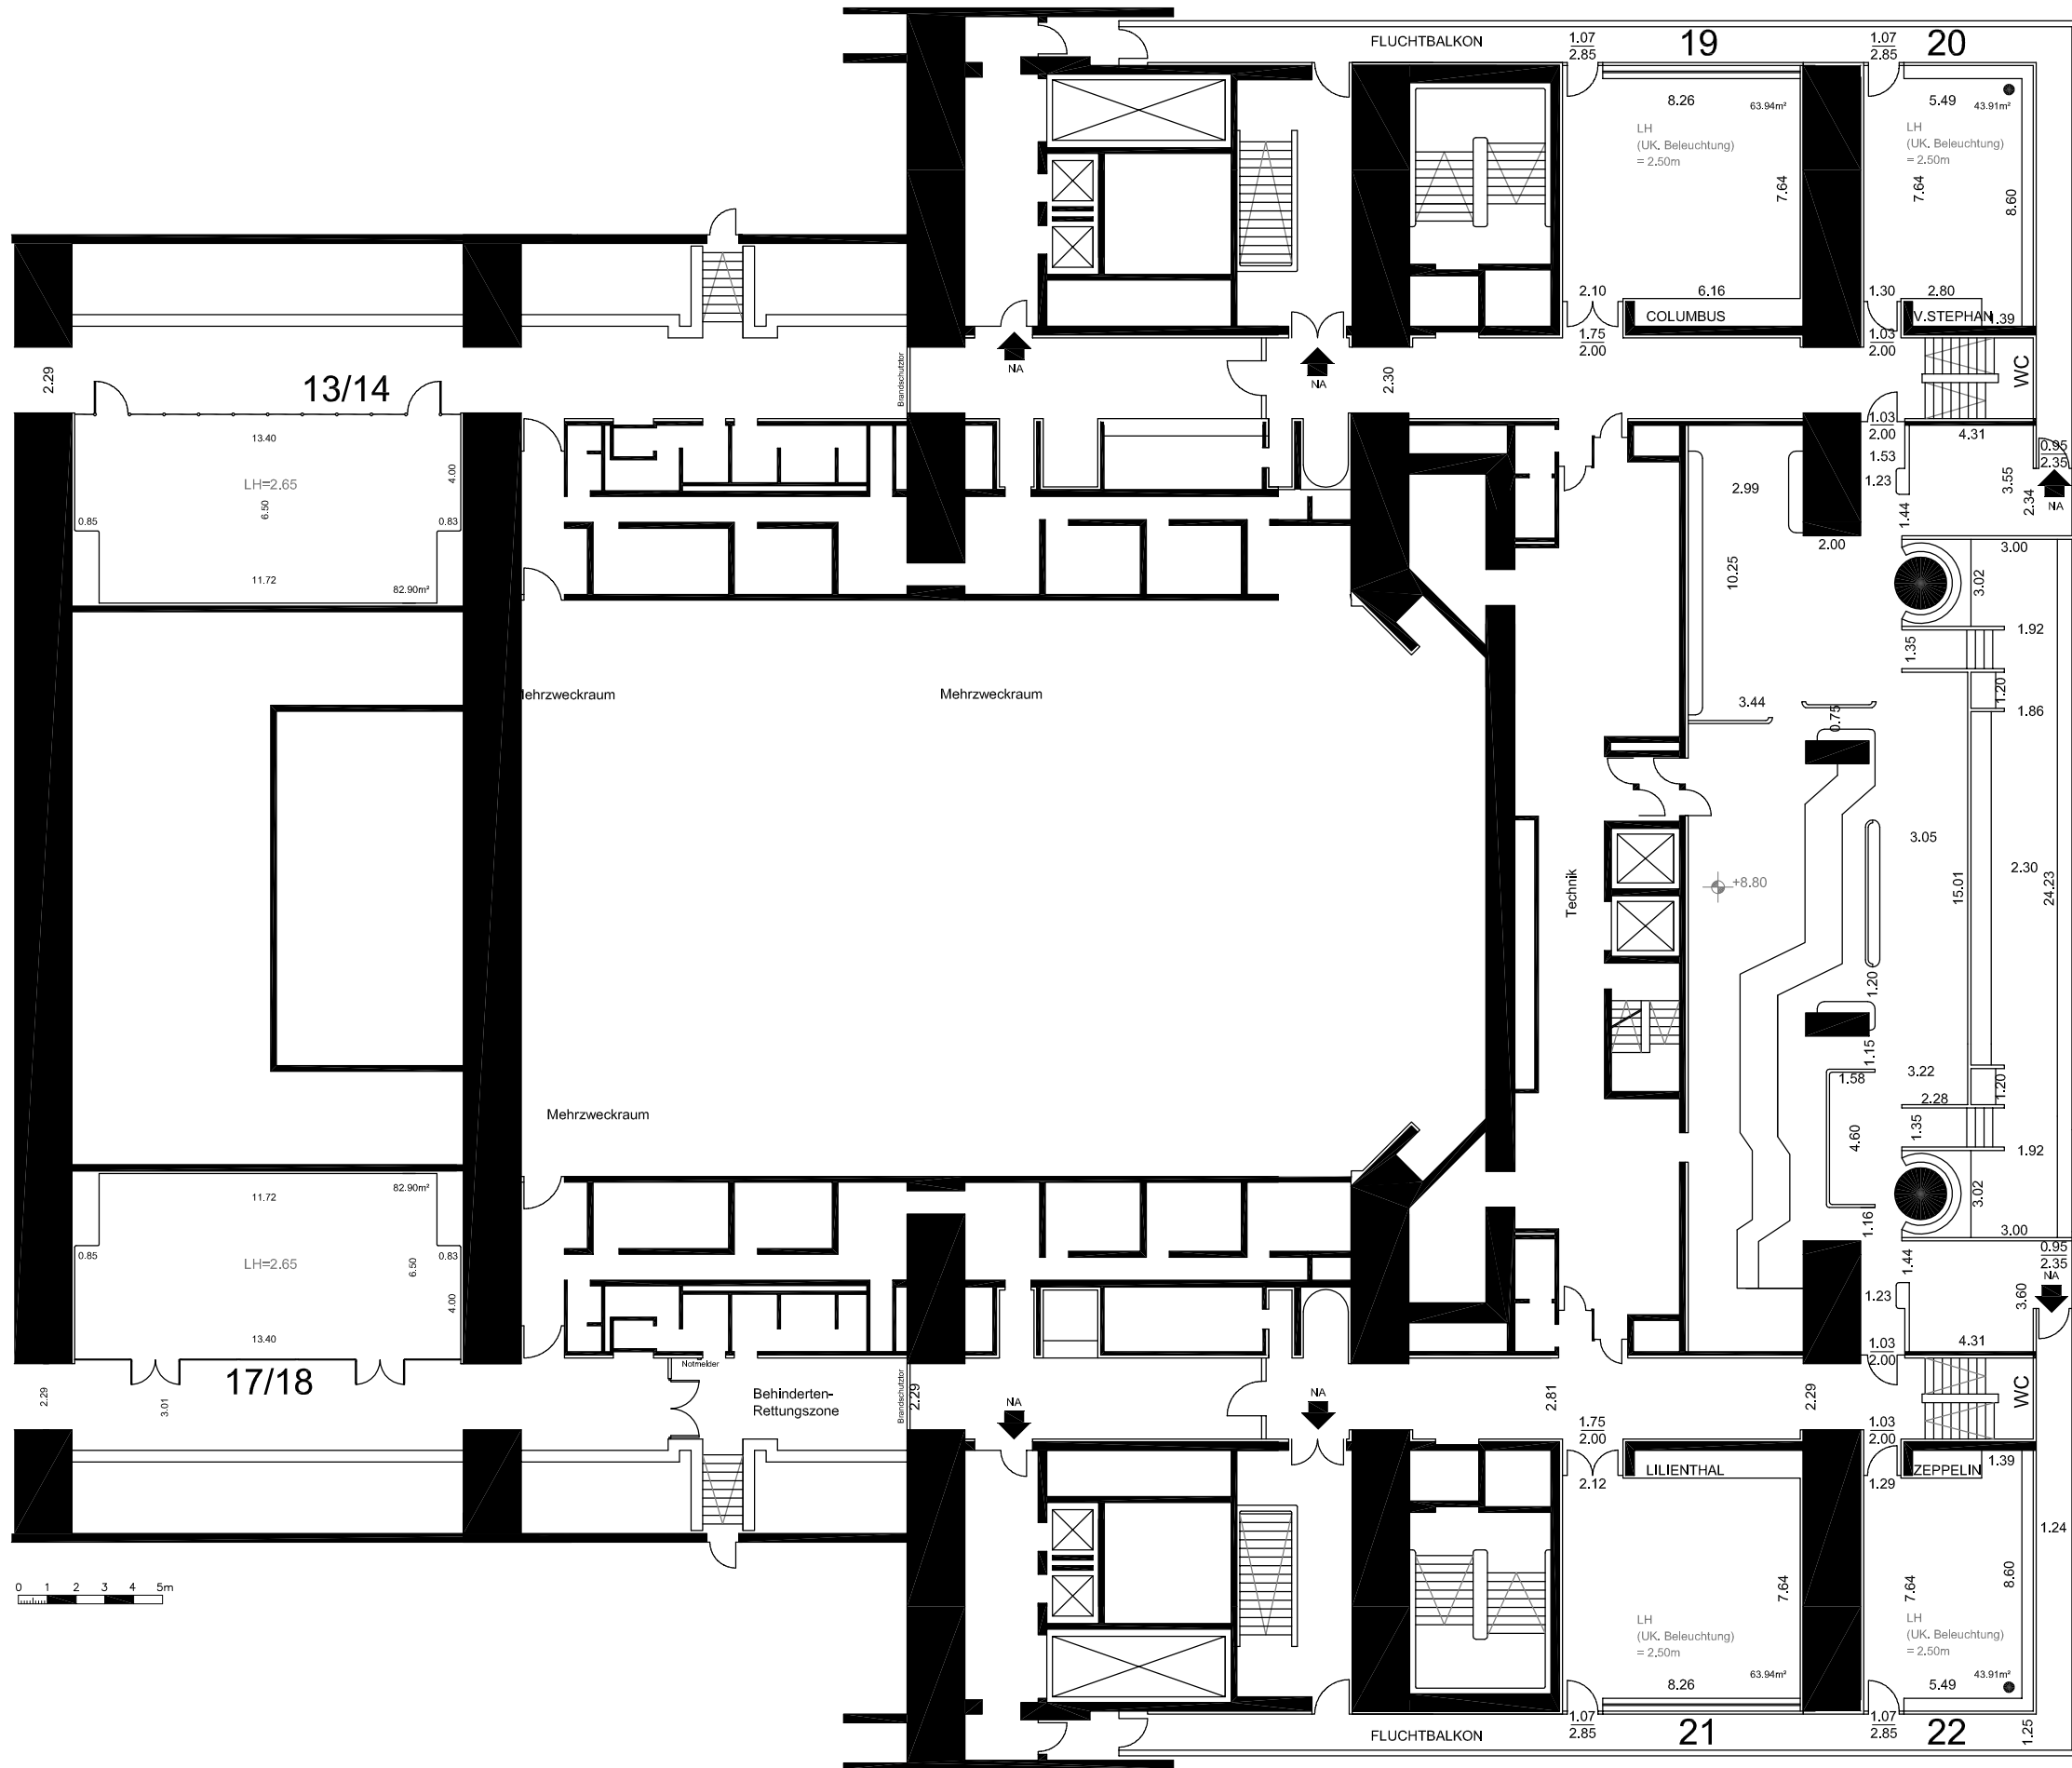 FLUCHTBALKON
1.07
2.85
19
1.07
2.85
20
8.26
63.94m²
5.49
43.91m²
LH
(UK. Beleuchtung)
= 2.50m
LH
(UK. Beleuchtung)
= 2.50m
7.64
7.64
8.60
2.10
6.16
1.30
2.80
COLUMBUS
V.STEPHAN
1.39
1.75
2.00
1.03
2.00
WC
2.29
13/14
Brandschutztor
NA
NA
2.30
13.40
LH=2.65
6.50
4.00
0.85
0.83
11.72
82.90m²
1.03
2.00
4.31
1.53
1.23
0.95
2.35
NA
3.55
2.34
1.44
2.99
2.00
3.00
10.25
3.02
1.92
1.35
1.20
1.86
3.44
0.75
Mehrzweckraum
Mehrzweckraum
3.05
2.30
15.01
24.23
Technik
+8.80
1.20
1.15
1.58
3.22
1.20
2.28
Mehrzweckraum
4.60
1.35
1.92
3.02
1.16
3.00
11.72
82.90m²
0.85
0.83
LH=2.65
6.50
4.00
13.40
0.95
2.35
NA
1.44
1.23
3.60
1.03
2.00
4.31
17/18
Notmelder
Behinderten-
Rettungszone
Brandschutztor
2.29
2.29
3.01
NA
NA
2.81
2.29
WC
1.75
2.00
1.03
2.00
LILIENTHAL
2.12
1.29
ZEPPELIN
1.39
1.24
0 1 2 3 4 5m
7.64
7.64
8.60
LH
(UK. Beleuchtung)
= 2.50m
LH
(UK. Beleuchtung)
= 2.50m
63.94m²
43.91m²
8.26
5.49
FLUCHTBALKON
1.07
2.85
21
1.07
2.85
22
1.25